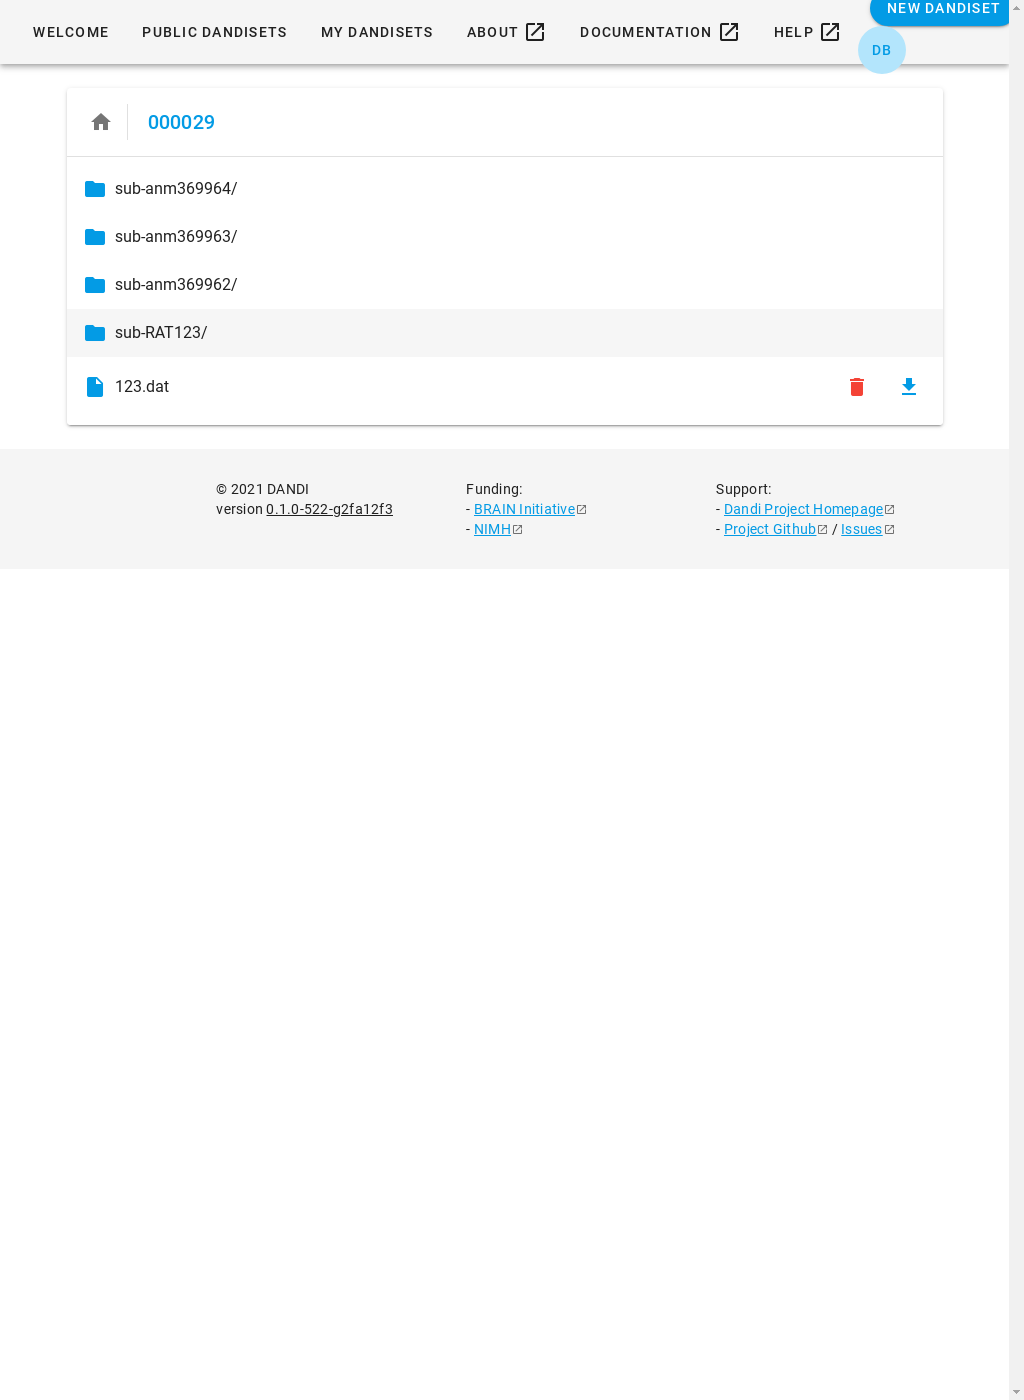 WELCOME PUBLIC DANDISETS MY DANDISETS ABOUT DOCUMENTATION HELP NEW DANDISET
DB
000029
sub-anm369964/
sub-anm369963/
sub-anm369962/
sub-RAT123/
123.dat
© 2021 DANDI
version 0.1.0-522-g2fa12f3
Funding:
- BRAIN Initiative
- NIMH
Support:
- Dandi Project Homepage
- Project Github / Issues